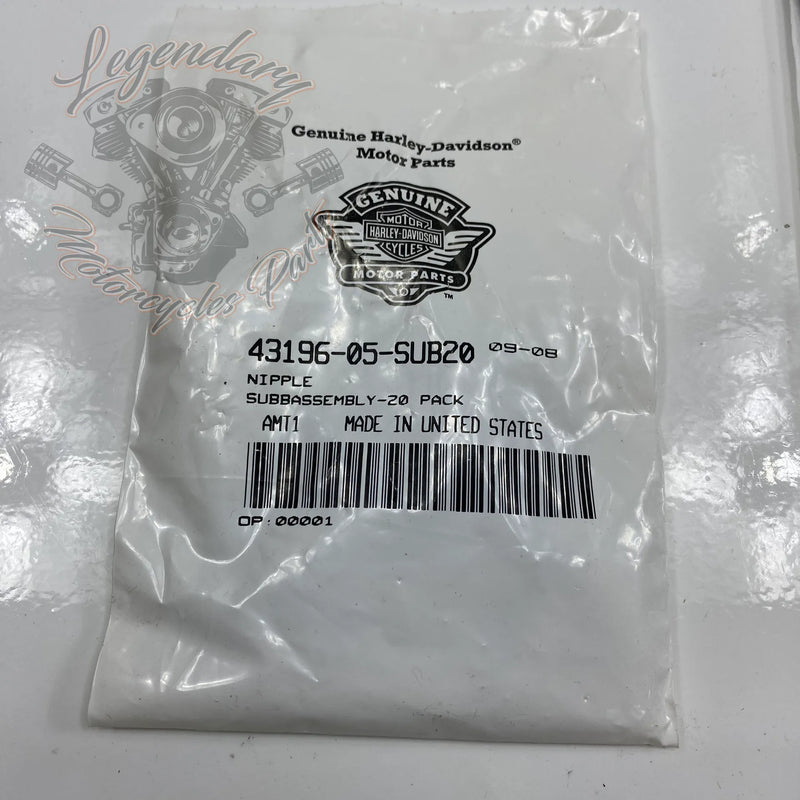 Legendary
Motorcycles Parts
Genuine Harley-Davidson®
Motor Parts
GENUINE
MOTOR
HARLEY-DAVIDSON
CYCLES
MOTOR PARTS
™
43196-05-SUB20 09-08
NIPPLE
SUBBASSEMBLY-20 PACK
AMT1 MADE IN UNITED STATES
OP:00001